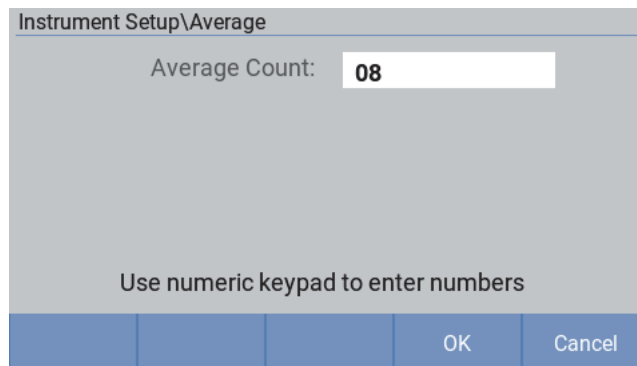 Instrument Setup\Average
Average Count: 08
Use numeric keypad to enter numbers
OK Cancel